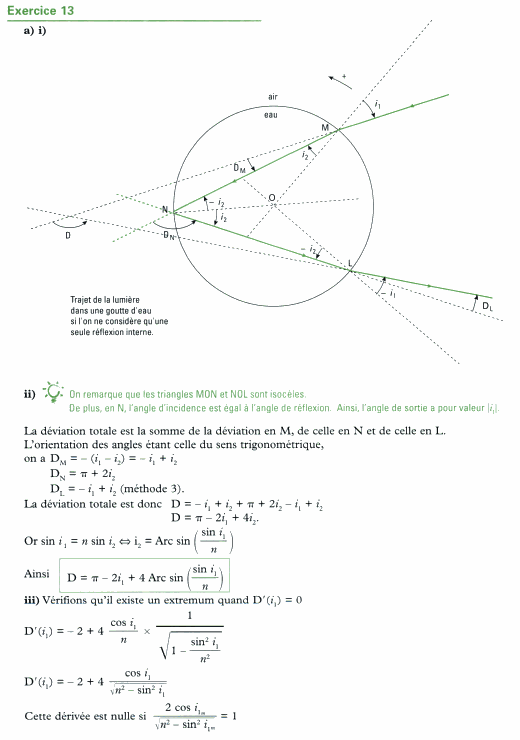 Exercice 13
a) i)
+
air
i₁
eau
M
i₂
D_M
O
N
– i₂
i₂
D
D_N
– i₂
L
– i₁
D_L
Trajet de la lumière
dans une goutte d'eau
si l'on ne considère qu'une
seule réflexion interne.
ii) On remarque que les triangles MON et NOL sont isocèles.
De plus, en N, l'angle d'incidence est égal à l'angle de réflexion. Ainsi, l'angle de sortie a pour valeur |i₁|.
La déviation totale est la somme de la déviation en M, de celle en N et de celle en L.
L'orientation des angles étant celle du sens trigonométrique,
on a D_M = – (i₁ – i₂) = – i₁ + i₂
D_N = π + 2i₂
D_L = – i₁ + i₂ (méthode 3).
La déviation totale est donc D = – i₁ + i₂ + π + 2i₂ – i₁ + i₂
D = π – 2i₁ + 4i₂.
Or sin i₁ = n sin i₂ ⇔ i₂ = Arc sin (sin i₁ / n)
Ainsi D = π – 2i₁ + 4 Arc sin (sin i₁ / n)
iii) Vérifions qu'il existe un extremum quand D'(i₁) = 0
D'(i₁) = – 2 + 4 cos i₁ / n × 1 / √(1 – sin² i₁ / n²)
D'(i₁) = – 2 + 4 cos i₁ / √(n² – sin² i₁)
Cette dérivée est nulle si 2 cos i₁ₘ / √(n² – sin² i₁ₘ) = 1